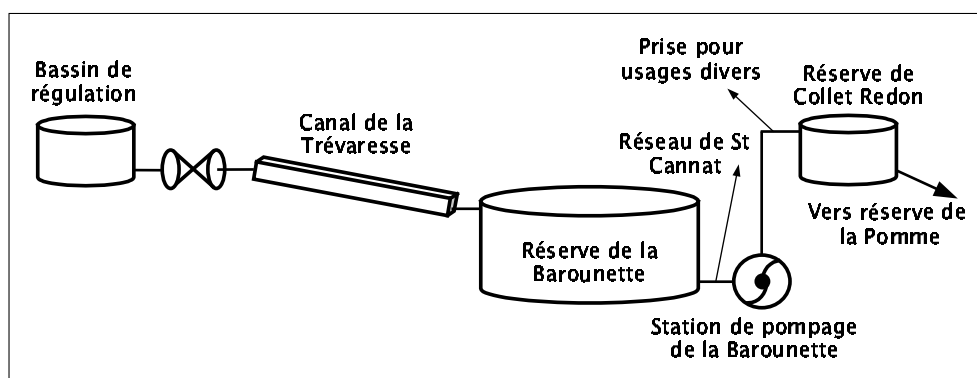 Bassin de
régulation
Canal de la
Trévaresse
Réserve de la
Barounette
Réseau de St
Cannat
Prise pour
usages divers
Réserve de
Collet Redon
Vers réserve de
la Pomme
Station de pompage
de la Barounette